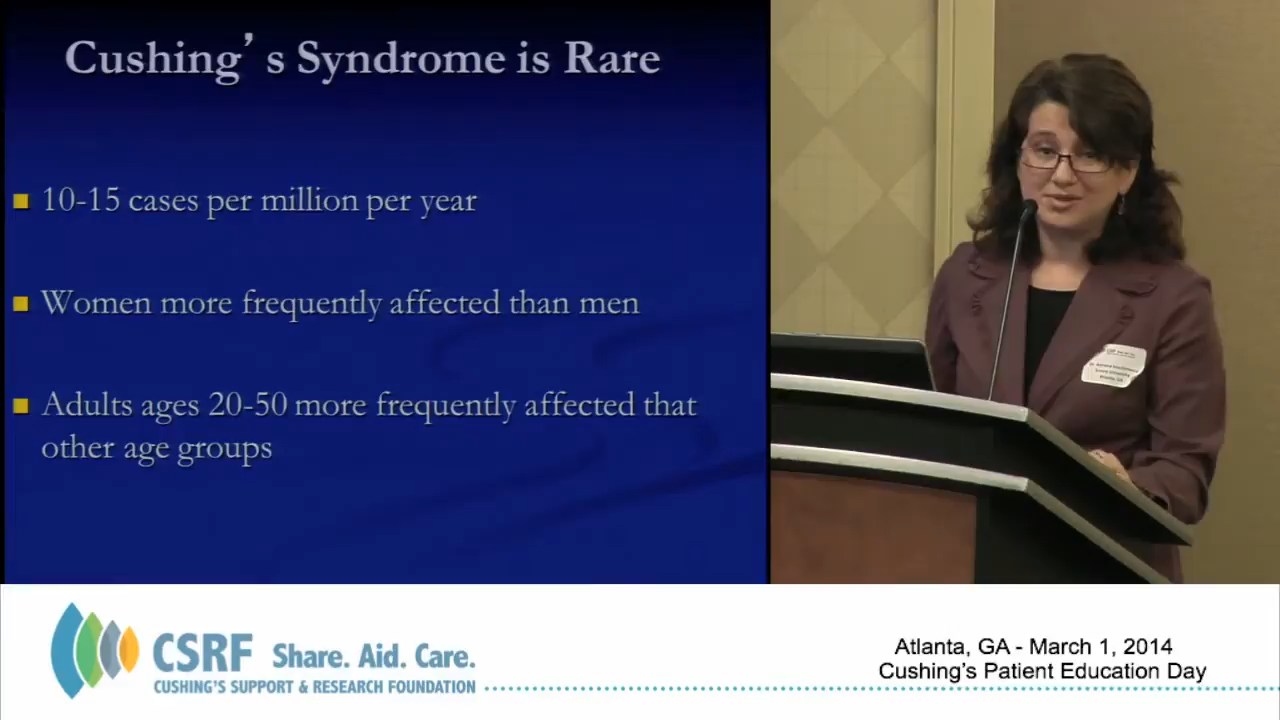 Cushing's Syndrome is Rare
10-15 cases per million per year
Women more frequently affected than men
Adults ages 20-50 more frequently affected that
other age groups
CSRF Share. Aid. Care.
CUSHING'S SUPPORT & RESEARCH FOUNDATION
Atlanta, GA - March 1, 2014
Cushing's Patient Education Day